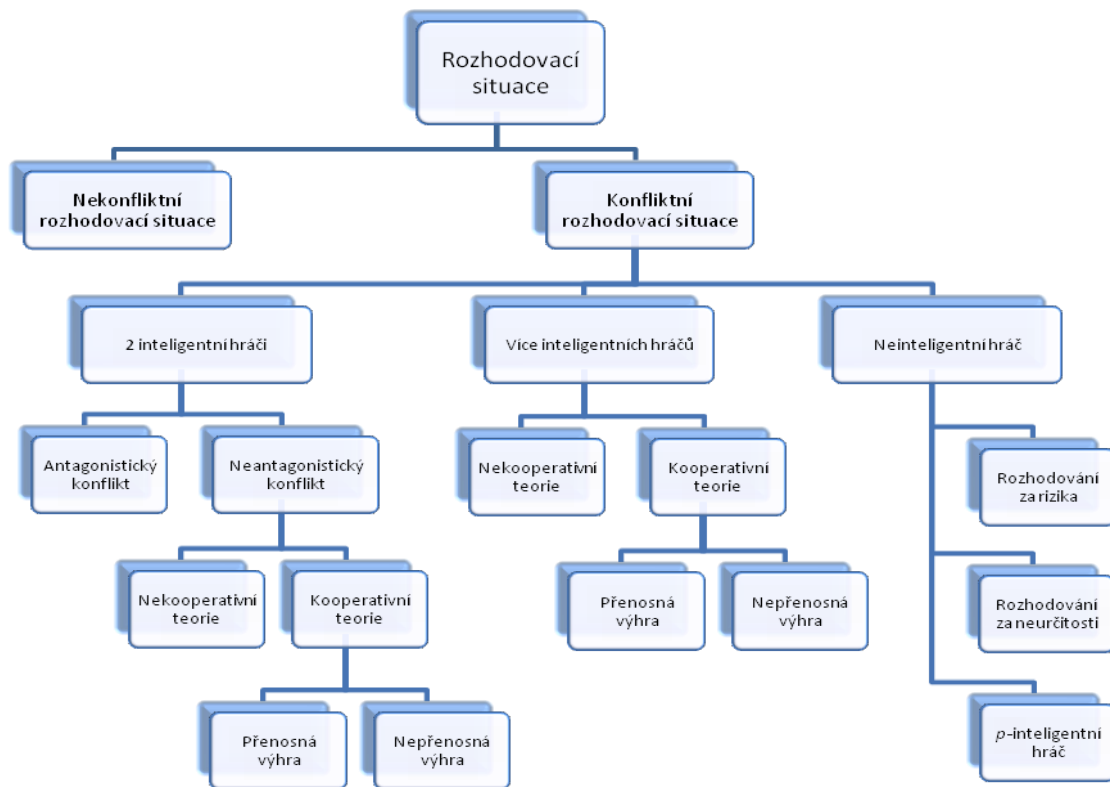 Rozhodovací
situace
Nekonfliktní
rozhodovací situace
Konfliktní
rozhodovací situace
2 inteligentní hráči
Více inteligentních hráčů
Neinteligentní hráč
Antagonistický
konflikt
Neantagonistický
konflikt
Nekooperativní
teorie
Kooperativní
teorie
Rozhodování
za rizika
Nekooperativní
teorie
Kooperativní
teorie
Přenosná
výhra
Nepřenosná
výhra
Rozhodování
za neurčitosti
Přenosná
výhra
Nepřenosná
výhra
p-inteligentní
hráč